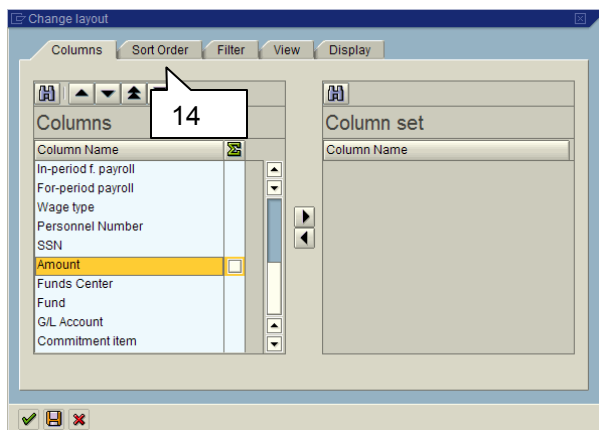 Change layout
Columns Sort Order Filter View Display
14
Columns
Column Name
In-period f. payroll
For-period payroll
Wage type
Personnel Number
SSN
Amount
Funds Center
Fund
G/L Account
Commitment item
Column set
Column Name